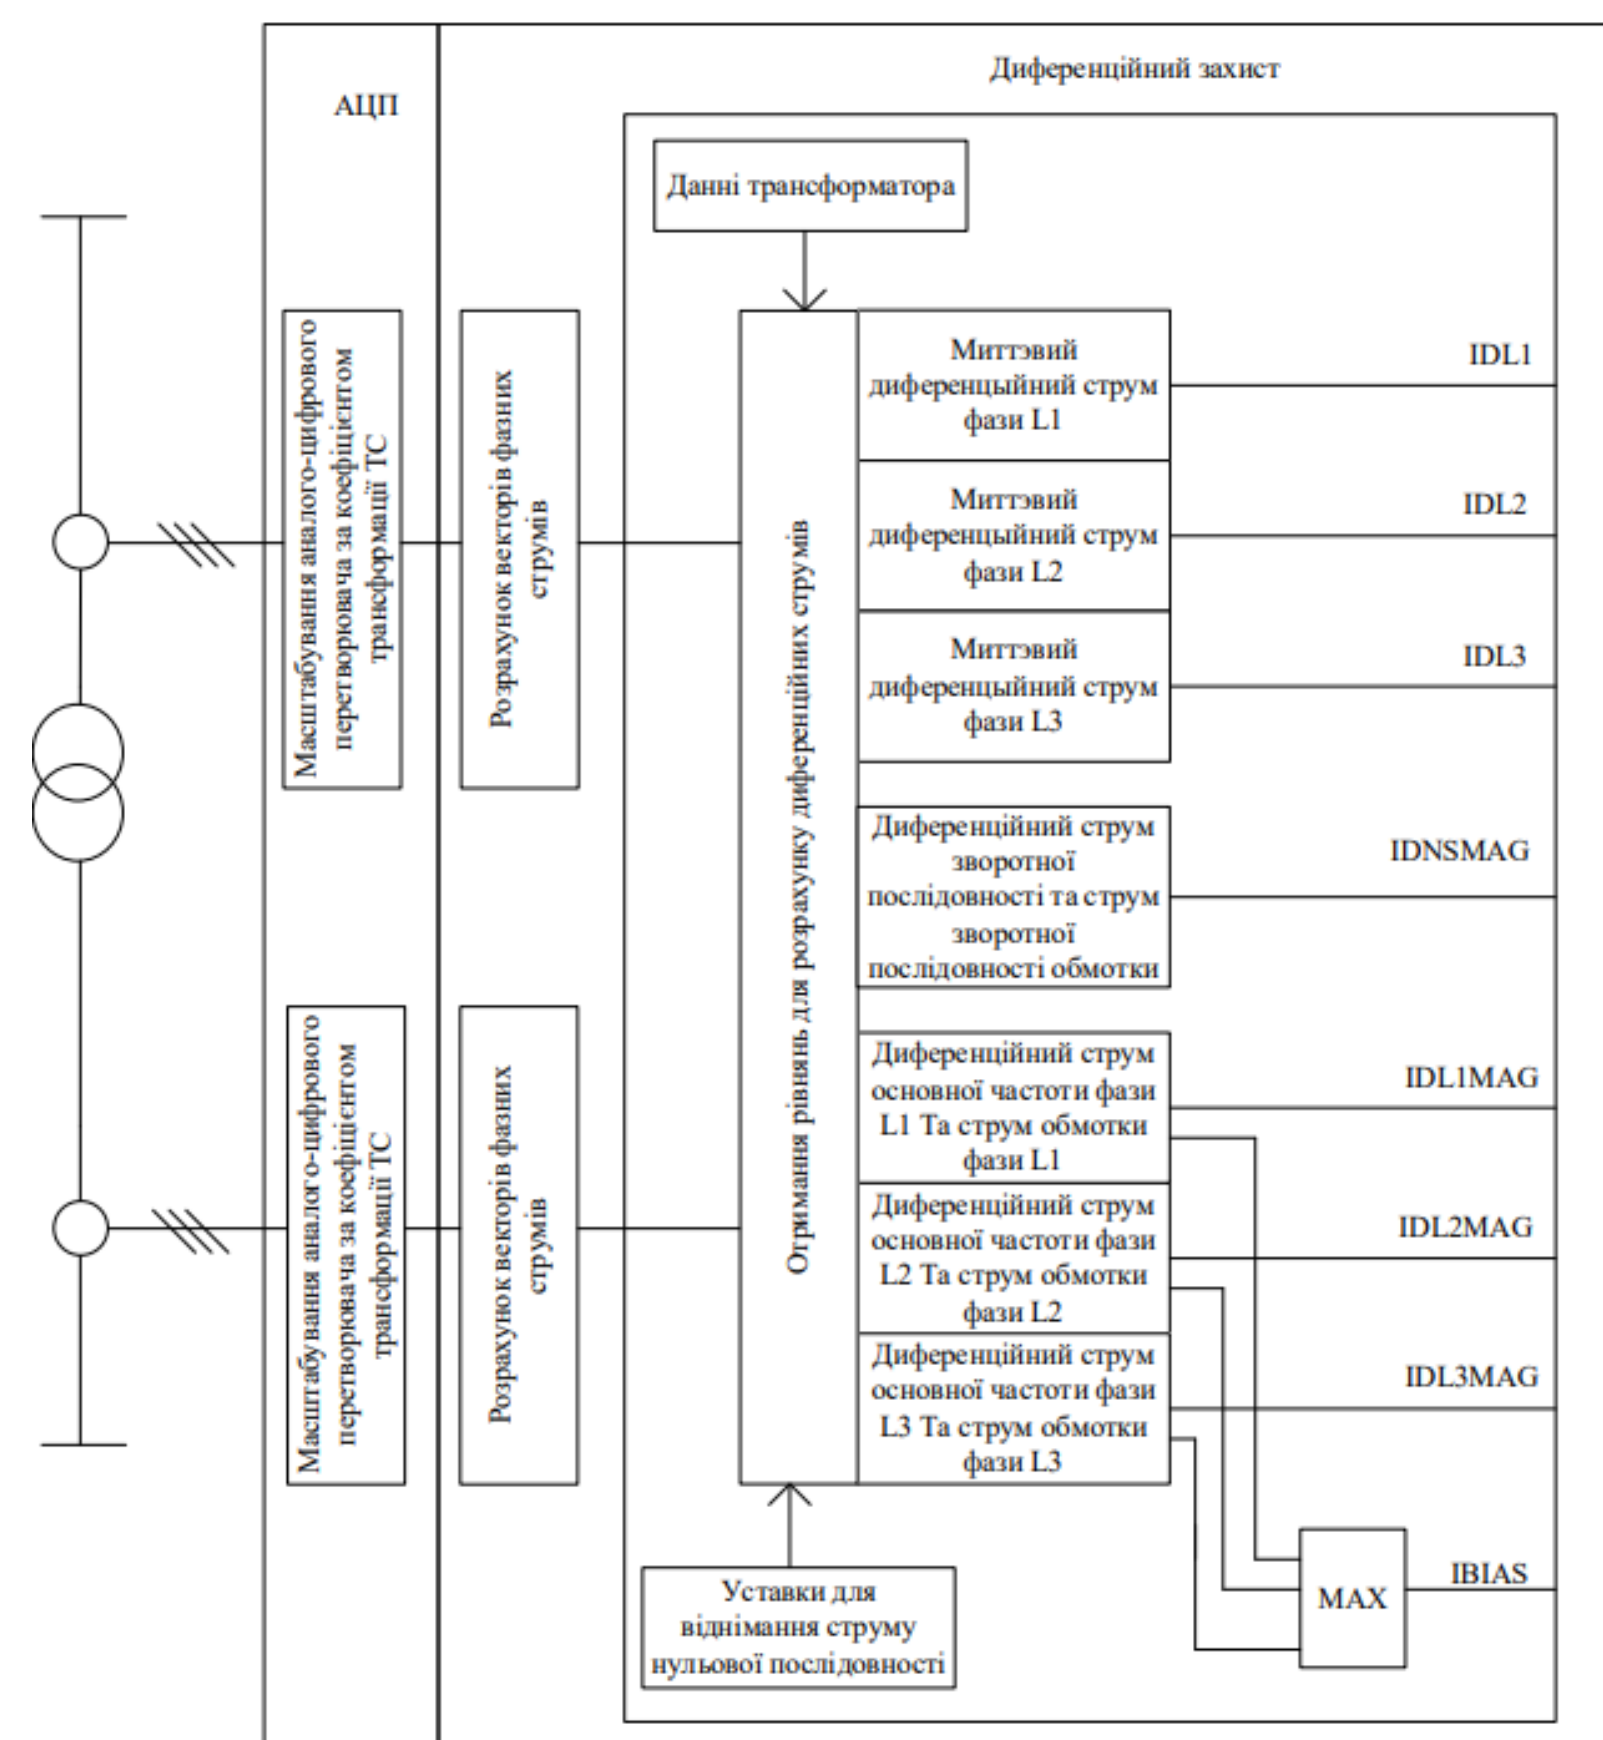 Диференційний захист
АЦП
Данні трансформатора
Масштабування аналого-цифрового
перетворювача за коефіцієнтом
трансформації ТС
Розрахунок векторів фазних
струмів
Отримання рівнянь для розрахунку диференційних струмів
Миттэвий
диференцыйний струм
фази L1
IDL1
Миттэвий
диференцыйний струм
фази L2
IDL2
Миттэвий
диференцыйний струм
фази L3
IDL3
Диференційний струм
зворотної
послідовності та струм
зворотної
послідовності обмотки
IDNSMAG
Масштабування аналого-цифрового
перетворювача за коефіцієнтом
трансформації ТС
Розрахунок векторів фазних
струмів
Диференційний струм
основної частоти фази
L1 Та струм обмотки
фази L1
IDL1MAG
Диференційний струм
основної частоти фази
L2 Та струм обмотки
фази L2
IDL2MAG
Диференційний струм
основної частоти фази
L3 Та струм обмотки
фази L3
IDL3MAG
Уставки для
віднімання струму
нульової послідовності
MAX
IBIAS